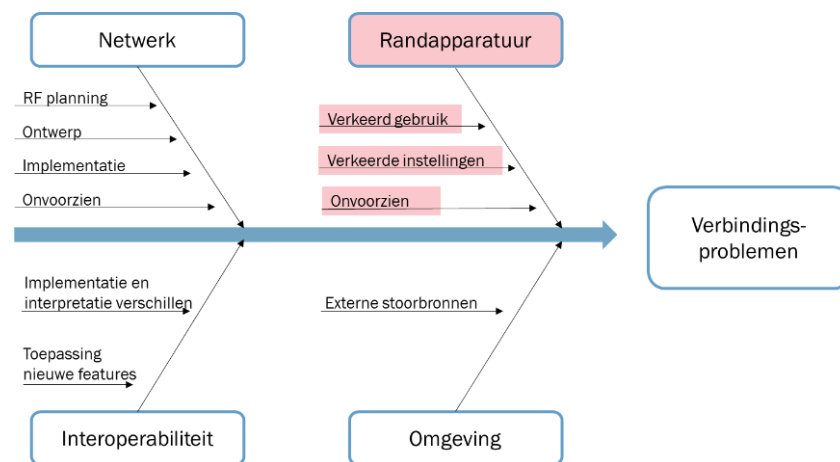 Netwerk
Randapparatuur
RF planning
Ontwerp
Implementatie
Onvoorzien
Verkeerd gebruik
Verkeerde instellingen
Onvoorzien
Verbindings-
problemen
Implementatie en
interpretatie verschillen
Toepassing
nieuwe features
Externe stoorbronnen
Interoperabiliteit
Omgeving